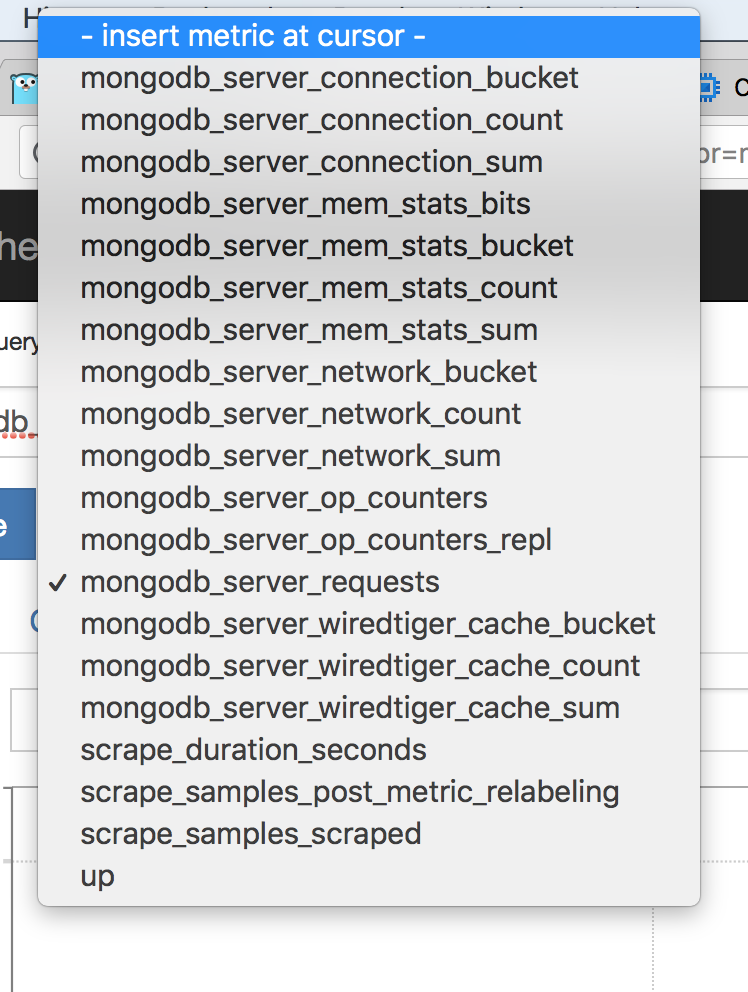 - insert metric at cursor -
mongodb_server_connection_bucket
mongodb_server_connection_count
mongodb_server_connection_sum
mongodb_server_mem_stats_bits
mongodb_server_mem_stats_bucket
mongodb_server_mem_stats_count
mongodb_server_mem_stats_sum
mongodb_server_network_bucket
mongodb_server_network_count
mongodb_server_network_sum
mongodb_server_op_counters
mongodb_server_op_counters_repl
✓ mongodb_server_requests
mongodb_server_wiredtiger_cache_bucket
mongodb_server_wiredtiger_cache_count
mongodb_server_wiredtiger_cache_sum
scrape_duration_seconds
scrape_samples_post_metric_relabeling
scrape_samples_scraped
up